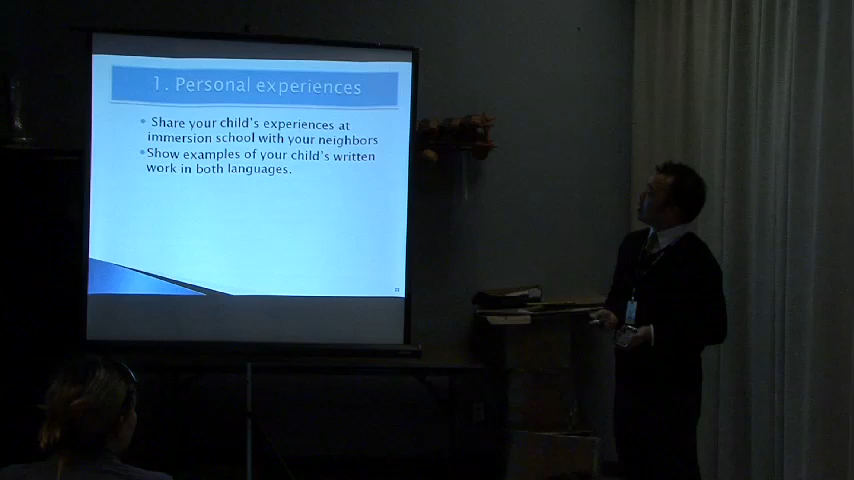 1. Personal experiences
• Share your child's experiences at
immersion school with your neighbors
• Show examples of your child's written
work in both languages.